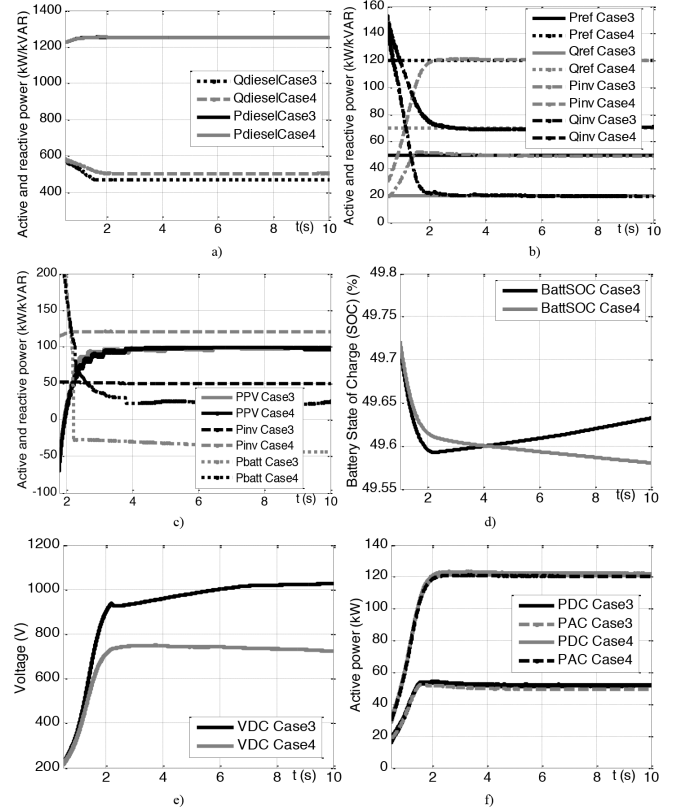 Active and reactive power (kW/kVAR)
1400
1200
1000
800
600
400
QdieselCase3
QdieselCase4
PdieselCase3
PdieselCase4
2
4
6
8
t(s)
10
a)
Active and reactive power (kW/kVAR)
160
140
120
100
80
60
40
20
0
Pref Case3
Pref Case4
Qref Case3
Qref Case4
Pinv Case3
Pinv Case4
Qinv Case3
Qinv Case4
2
4
6
8
t (s)
10
b)
Active and reactive power (kW/kVAR)
200
150
100
50
0
-50
-100
PPV Case3
PPV Case4
Pinv Case3
Pinv Case4
Pbatt Case3
Pbatt Case4
2
4
6
8
t (s)
10
c)
Battery State of Charge (SOC) (%)
49.8
49.75
49.7
49.65
49.6
49.55
BattSOC Case3
BattSOC Case4
2
4
6
8
t (s)
10
d)
Voltage (V)
1200
1000
800
600
400
200
VDC Case3
VDC Case4
2
4
6
8
t (s)
10
e)
Active power (kW)
140
120
100
80
60
40
20
0
PDC Case3
PAC Case3
PDC Case4
PAC Case4
2
4
6
8
t (s)
10
f)